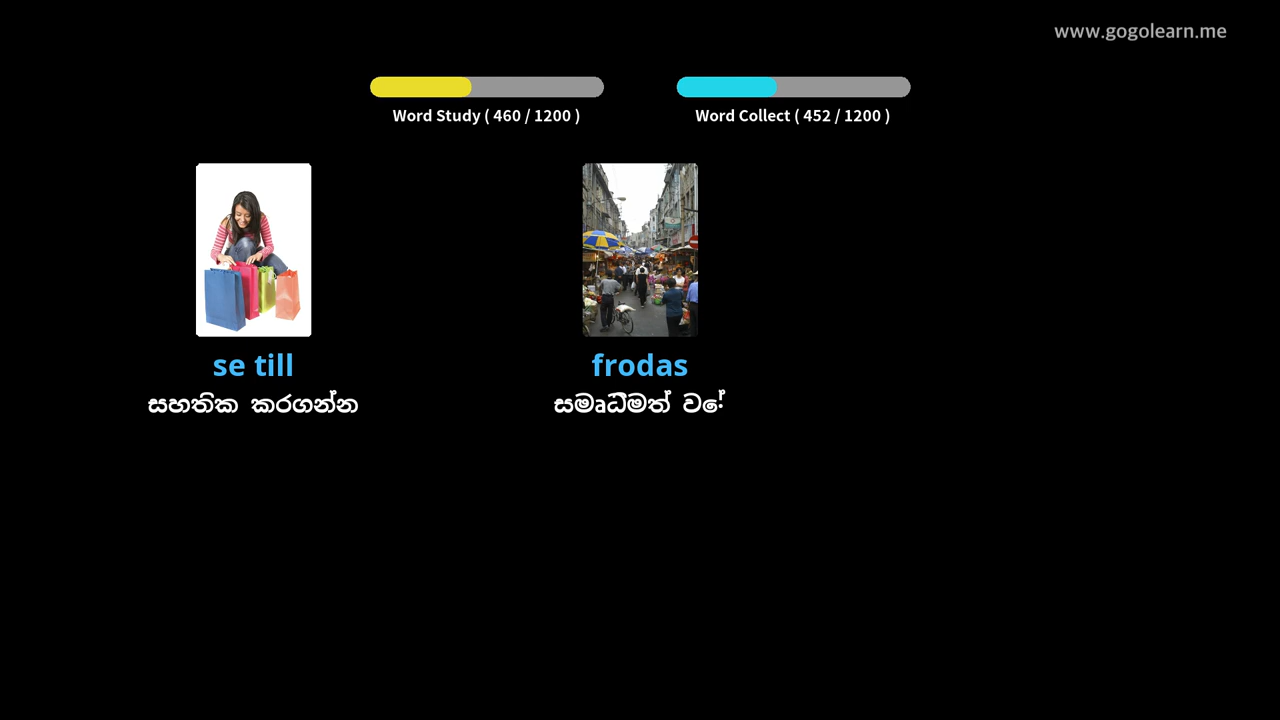 www.gogolearn.me
Word Study ( 460 / 1200 )
Word Collect ( 452 / 1200 )
se till
සහතික කරගන්න
frodas
සමෘධිමත් වේ!